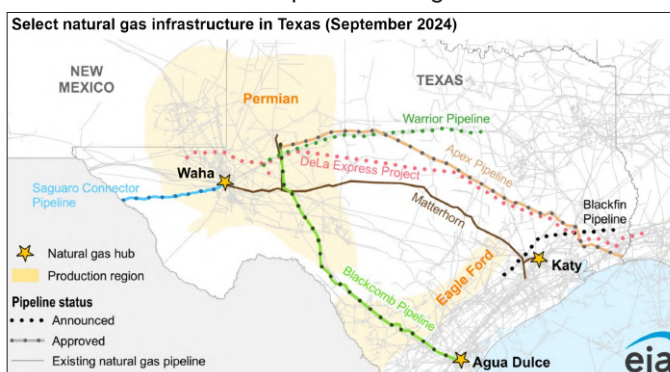 Select natural gas infrastructure in Texas (September 2024)
NEW
MEXICO
TEXAS
Permian
Warrior Pipeline
DeLa Express Project
Apex Pipeline
Waha
Saguaro Connector
Pipeline
Matterhorn
Blackfin
Pipeline
Natural gas hub
Production region
Eagle Ford
Katy
Pipeline status
Announced
Approved
Existing natural gas pipeline
Blackcomb Pipeline
Agua Dulce
eia